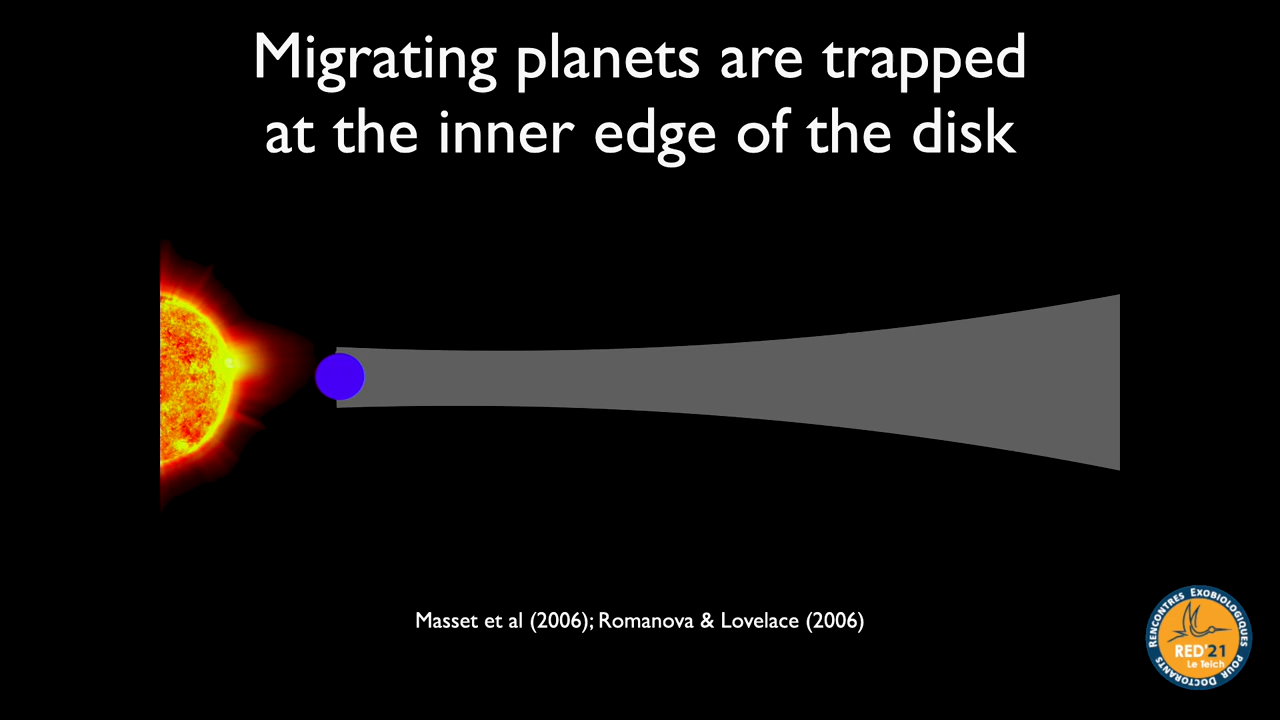 Migrating planets are trapped
at the inner edge of the disk
Masset et al (2006); Romanova & Lovelace (2006)
RENCONTRES EXOBIOLOGIQUES
POUR DOCTORANTS
RED'21
Le Teich